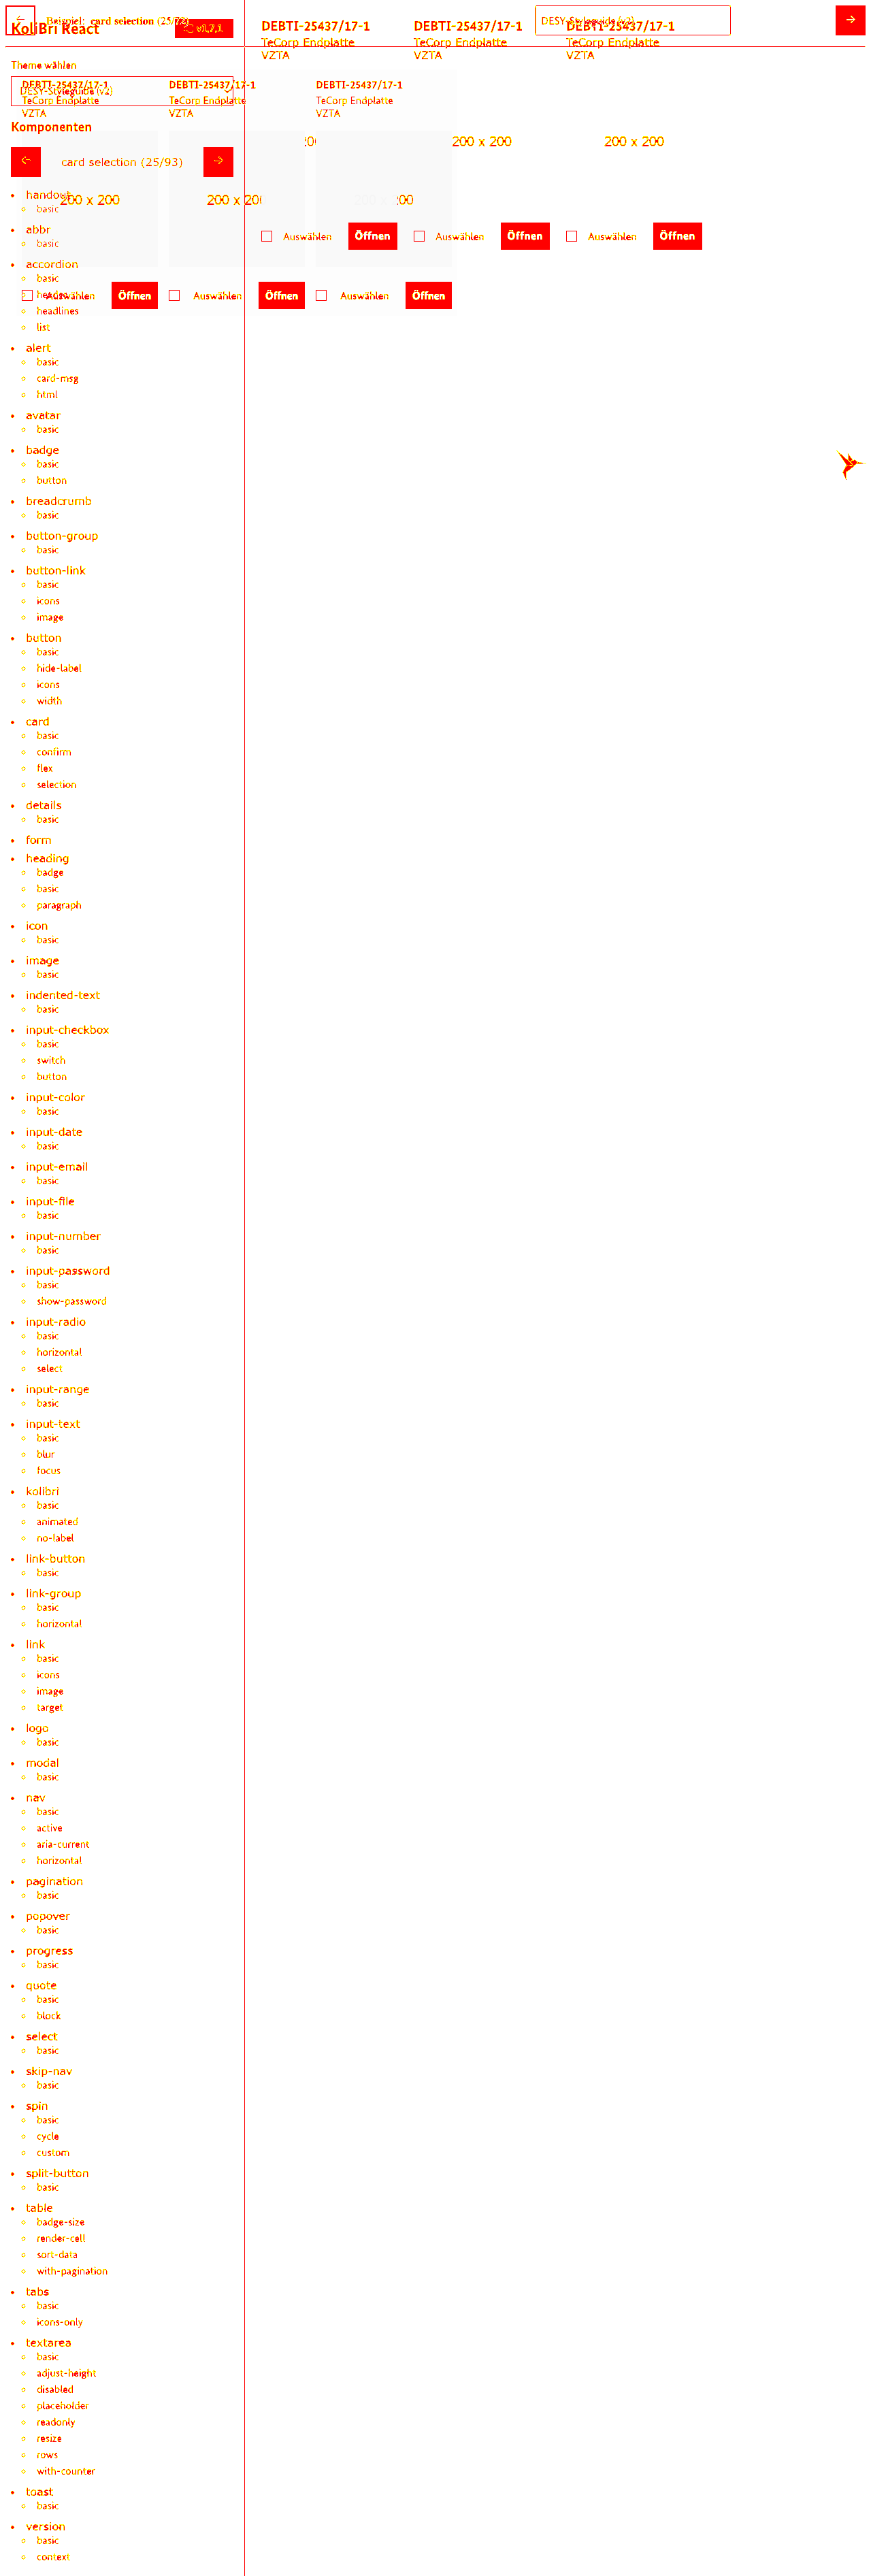 Beispiel: card selection (25/92)
DESY-Styleguide (v2)
KoliBri React
v1.7.1
DEBTI-25437/17-1
TeCorp Endplatte
VZTA
DEBTI-25437/17-1
TeCorp Endplatte
VZTA
DEBTI-25437/17-1
TeCorp Endplatte
VZTA
Theme wählen
DESY-Styleguide (v2)
DEBTI-25437/17-1
TeCorp Endplatte
VZTA
DEBTI-25437/17-1
TeCorp Endplatte
VZTA
DEBTI-25437/17-1
TeCorp Endplatte
VZTA
Komponenten
card selection (25/93)
200 x 200
200 x 200
200 x 200
200 x 200
Auswählen
Öffnen
Auswählen
Öffnen
Auswählen
Öffnen
Auswählen
Öffnen
Auswählen
Öffnen
Auswählen
Öffnen
handout
basic
abbr
basic
accordion
basic
header
headlines
list
alert
basic
card-msg
html
avatar
basic
badge
basic
button
breadcrumb
basic
button-group
basic
button-link
basic
icons
image
button
basic
hide-label
icons
width
card
basic
confirm
flex
selection
details
basic
form
heading
badge
basic
paragraph
icon
basic
image
basic
indented-text
basic
input-checkbox
basic
switch
button
input-color
basic
input-date
basic
input-email
basic
input-file
basic
input-number
basic
input-password
basic
show-password
input-radio
basic
horizontal
select
input-range
basic
input-text
basic
blur
focus
kolibri
basic
animated
no-label
link-button
basic
link-group
basic
horizontal
link
basic
icons
image
target
logo
basic
modal
basic
nav
basic
active
aria-current
horizontal
pagination
basic
popover
basic
progress
basic
quote
basic
block
select
basic
skip-nav
basic
spin
basic
cycle
custom
split-button
basic
table
badge-size
render-cell
sort-data
with-pagination
tabs
basic
icons-only
textarea
basic
adjust-height
disabled
placeholder
readonly
resize
rows
with-counter
toast
basic
version
basic
context